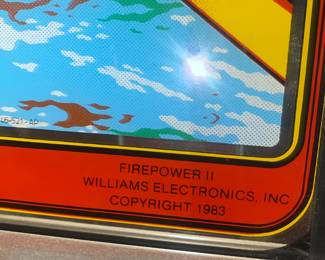 FIREPOWER II
WILLIAMS ELECTRONICS, INC
COPYRIGHT 1983